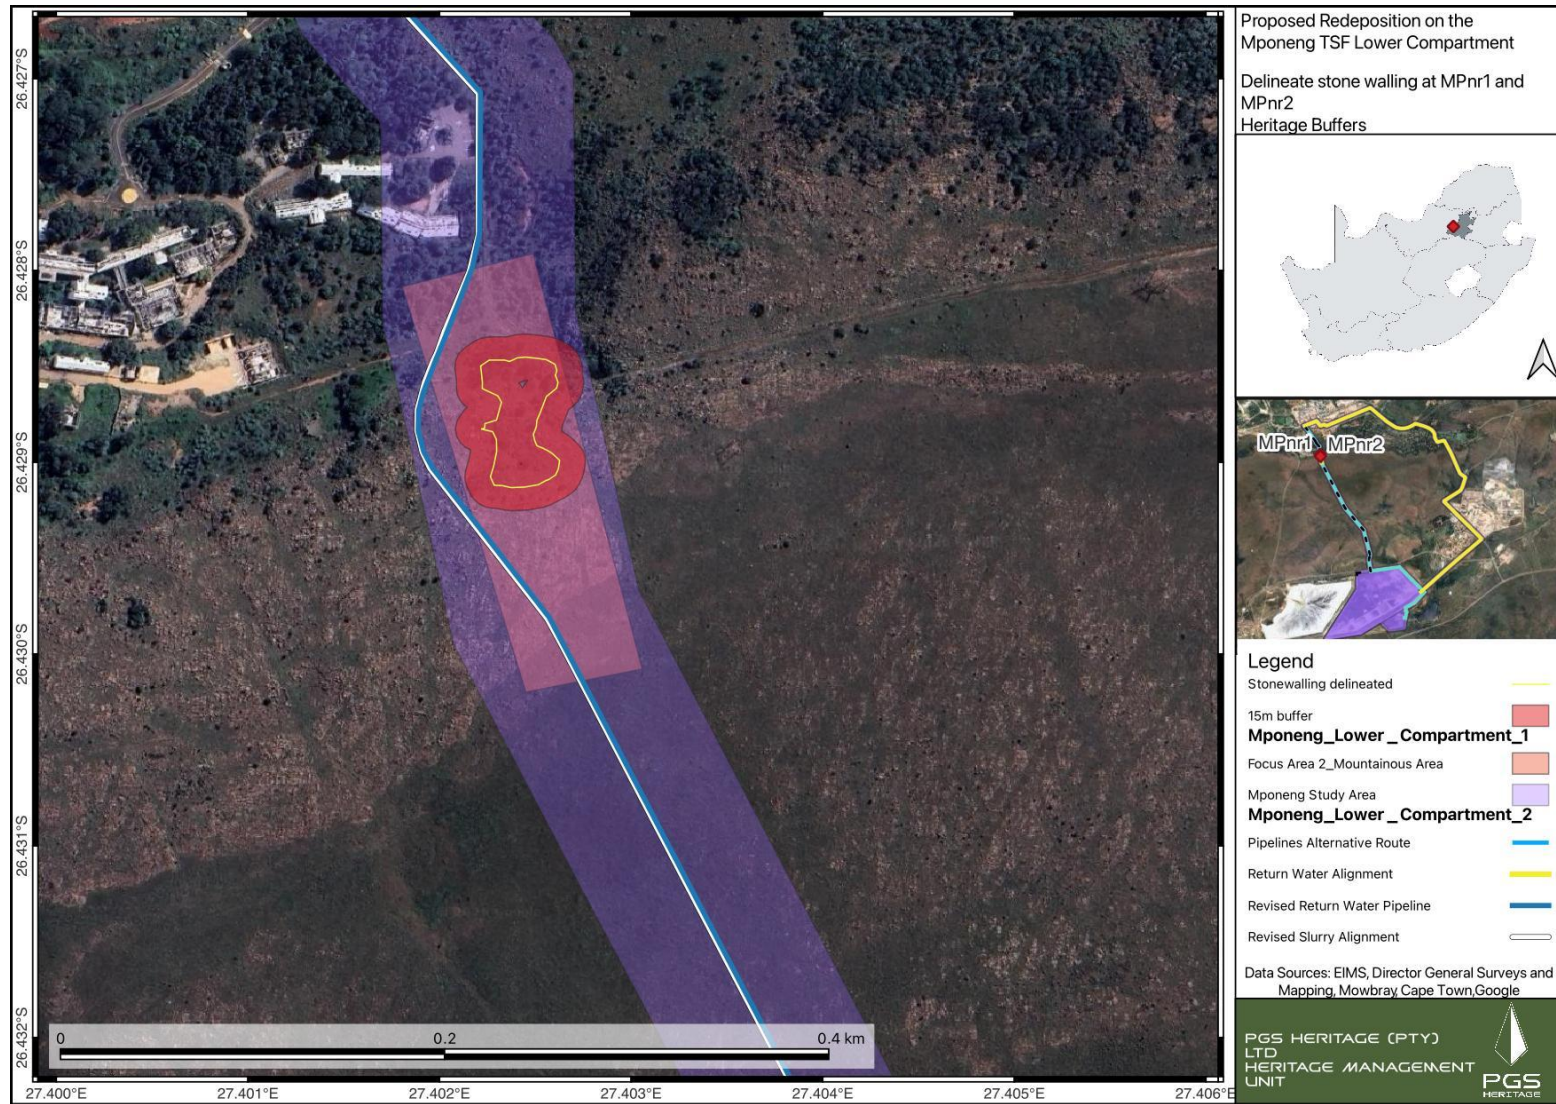 Proposed Redeposition on the
Mponeng TSF Lower Compartment
Delineate stone walling at MPnr1 and
MPnr2
Heritage Buffers
26.427°S
26.428°S
26.429°S
26.430°S
26.431°S
26.432°S
0 0.2 0.4 km
27.400°E 27.401°E 27.402°E 27.403°E 27.404°E 27.405°E 27.406°E
MPnr1 MPnr2
Legend
Stonewalling delineated
15m buffer
Mponeng_Lower _ Compartment_1
Focus Area 2_Mountainous Area
Mponeng Study Area
Mponeng_Lower _ Compartment_2
Pipelines Alternative Route
Return Water Alignment
Revised Return Water Pipeline
Revised Slurry Alignment
Data Sources: EIMS, Director General Surveys and
Mapping, Mowbray, Cape Town,Google
PGS HERITAGE (PTY)
LTD
HERITAGE MANAGEMENT
UNIT
PGS
HERITAGE